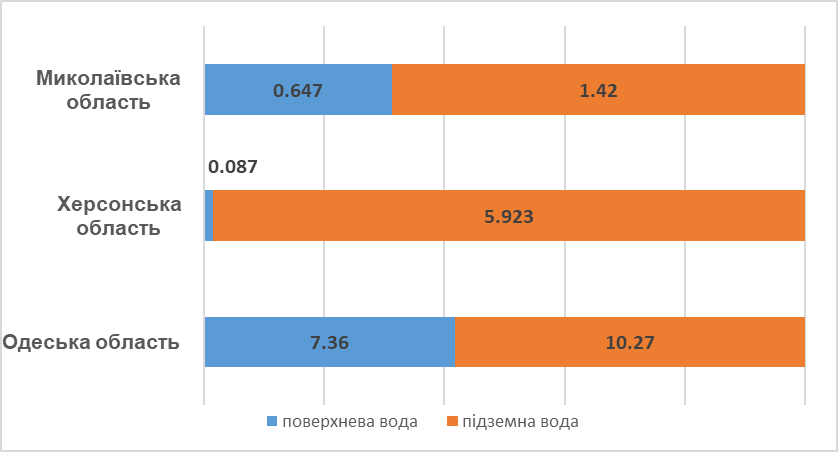 Миколаївська
область
0.647
1.42
0.087
Херсонська
область
5.923
Одеська область
7.36
10.27
поверхнева вода
підземна вода